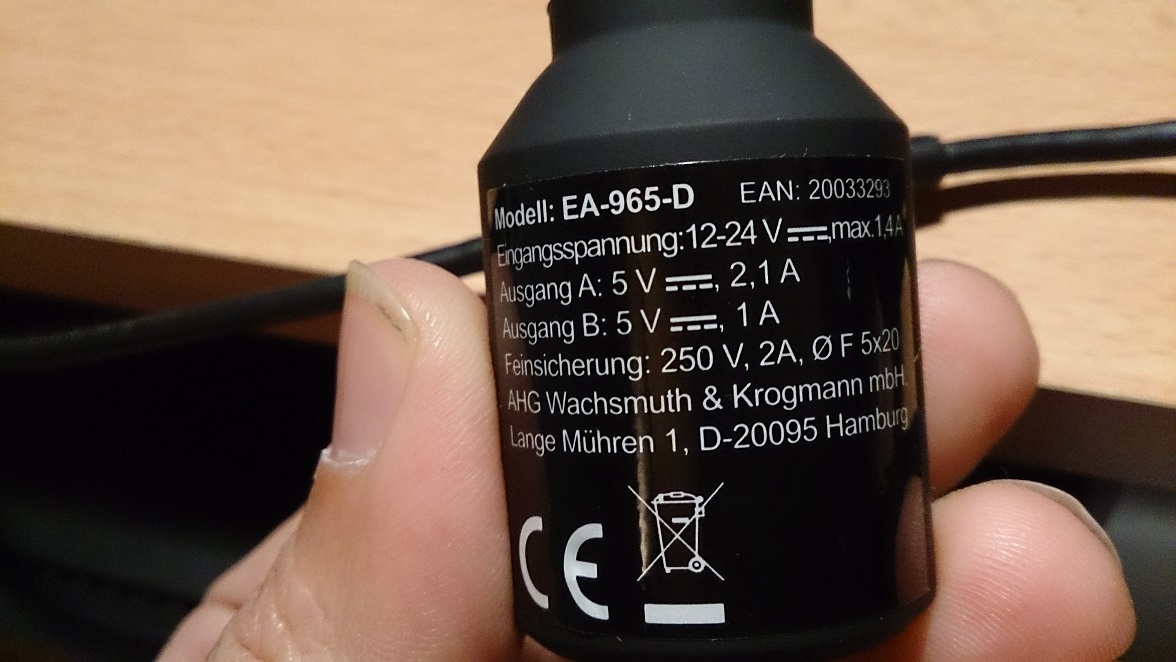 Modell: EA-965-D EAN: 20033293
Eingangsspannung:12-24 V ⎓,max.1,4A
Ausgang A: 5 V ⎓, 2,1 A
Ausgang B: 5 V ⎓, 1 A
Feinsicherung: 250 V, 2A, Ø F 5x20
AHG Wachsmuth & Krogmann mbH.
Lange Mühren 1, D-20095 Hamburg
CE